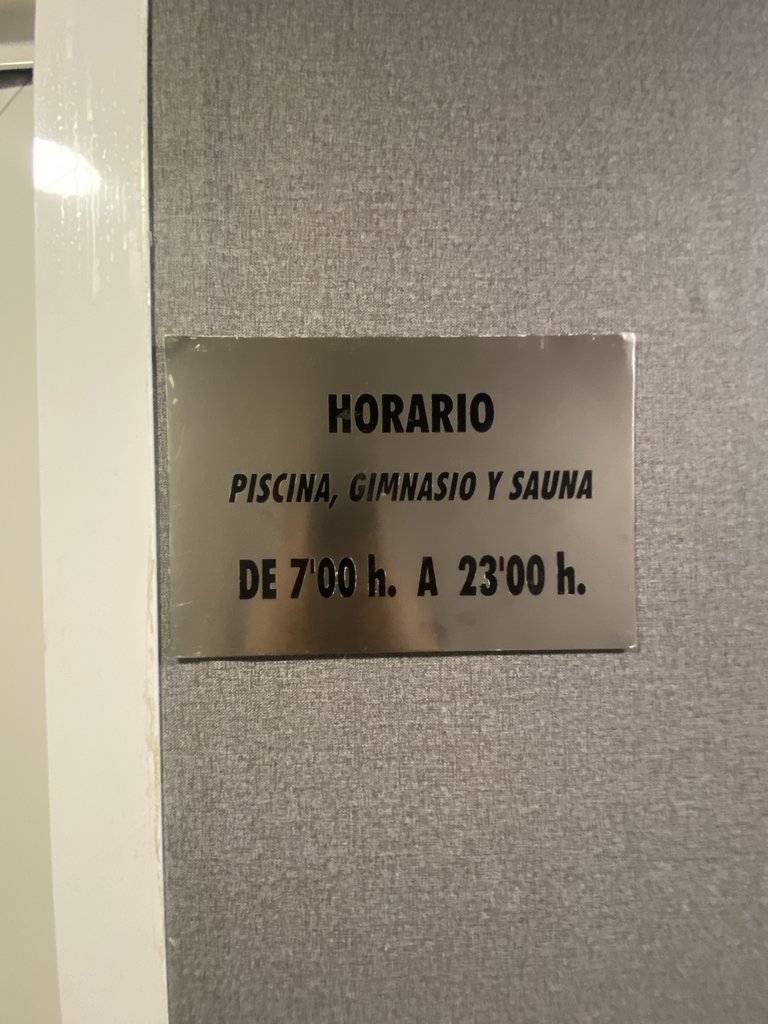 HORARIO
PISCINA, GIMNASIO Y SAUNA
DE 7'00 h. A 23'00 h.